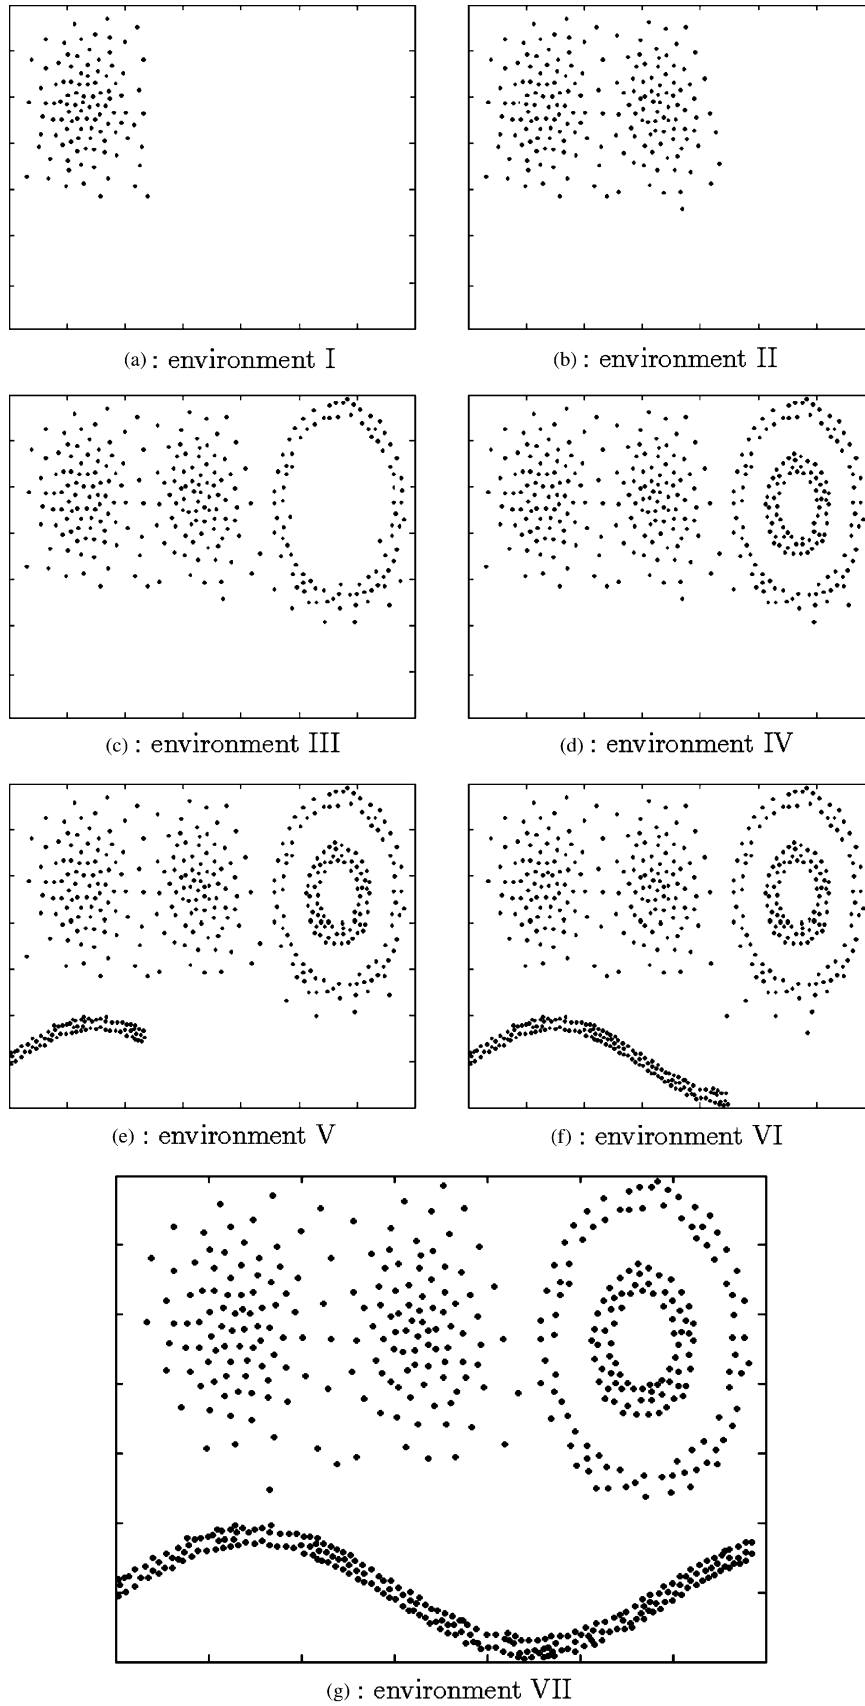 (a) : environment I
(b) : environment II
(c) : environment III
(d) : environment IV
(e) : environment V
(f) : environment VI
(g) : environment VII